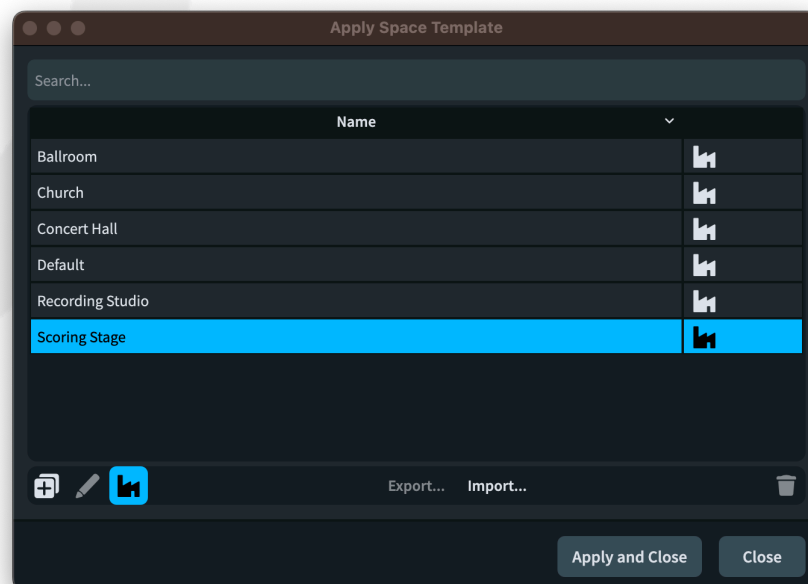 Apply Space Template
Search...
Name
Ballroom
Church
Concert Hall
Default
Recording Studio
Scoring Stage
Export... Import...
Apply and Close Close